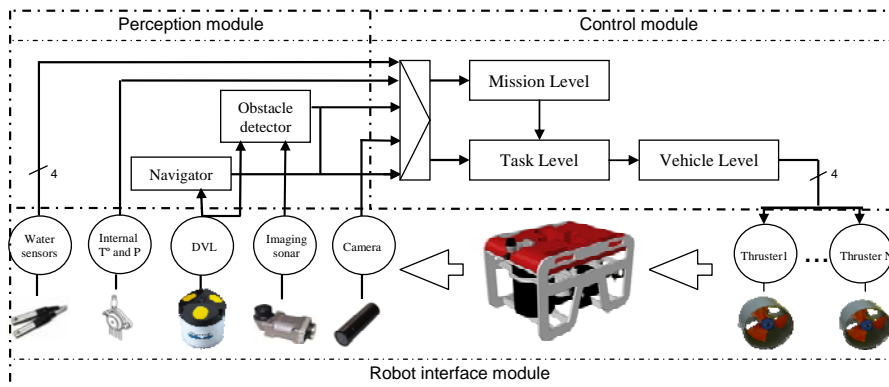 Perception module
Control module
Mission Level
Obstacle
detector
Task Level
Vehicle Level
Navigator
4
4
Water
sensors
Internal
Tº and P
DVL
Imaging
sonar
Camera
Thruster1
...
Thruster N
Robot interface module